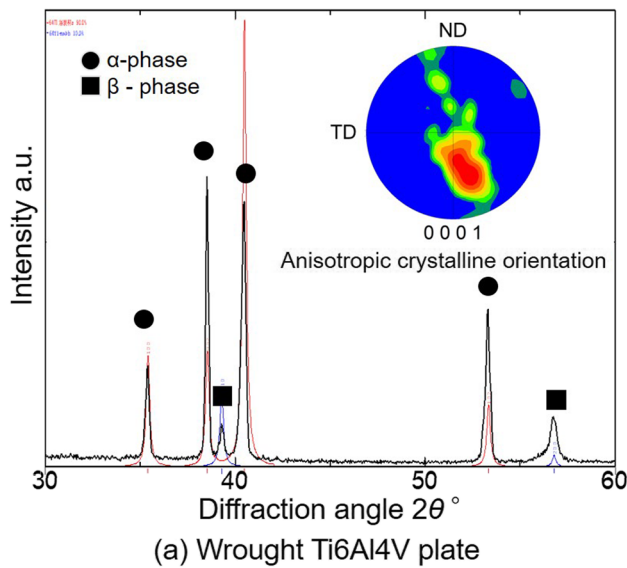 α-phase
β - phase
ND
TD
0 0 0 1
Anisotropic crystalline orientation
Intensity a.u.
30
40
50
60
Diffraction angle 2θ °
(a) Wrought Ti6Al4V plate